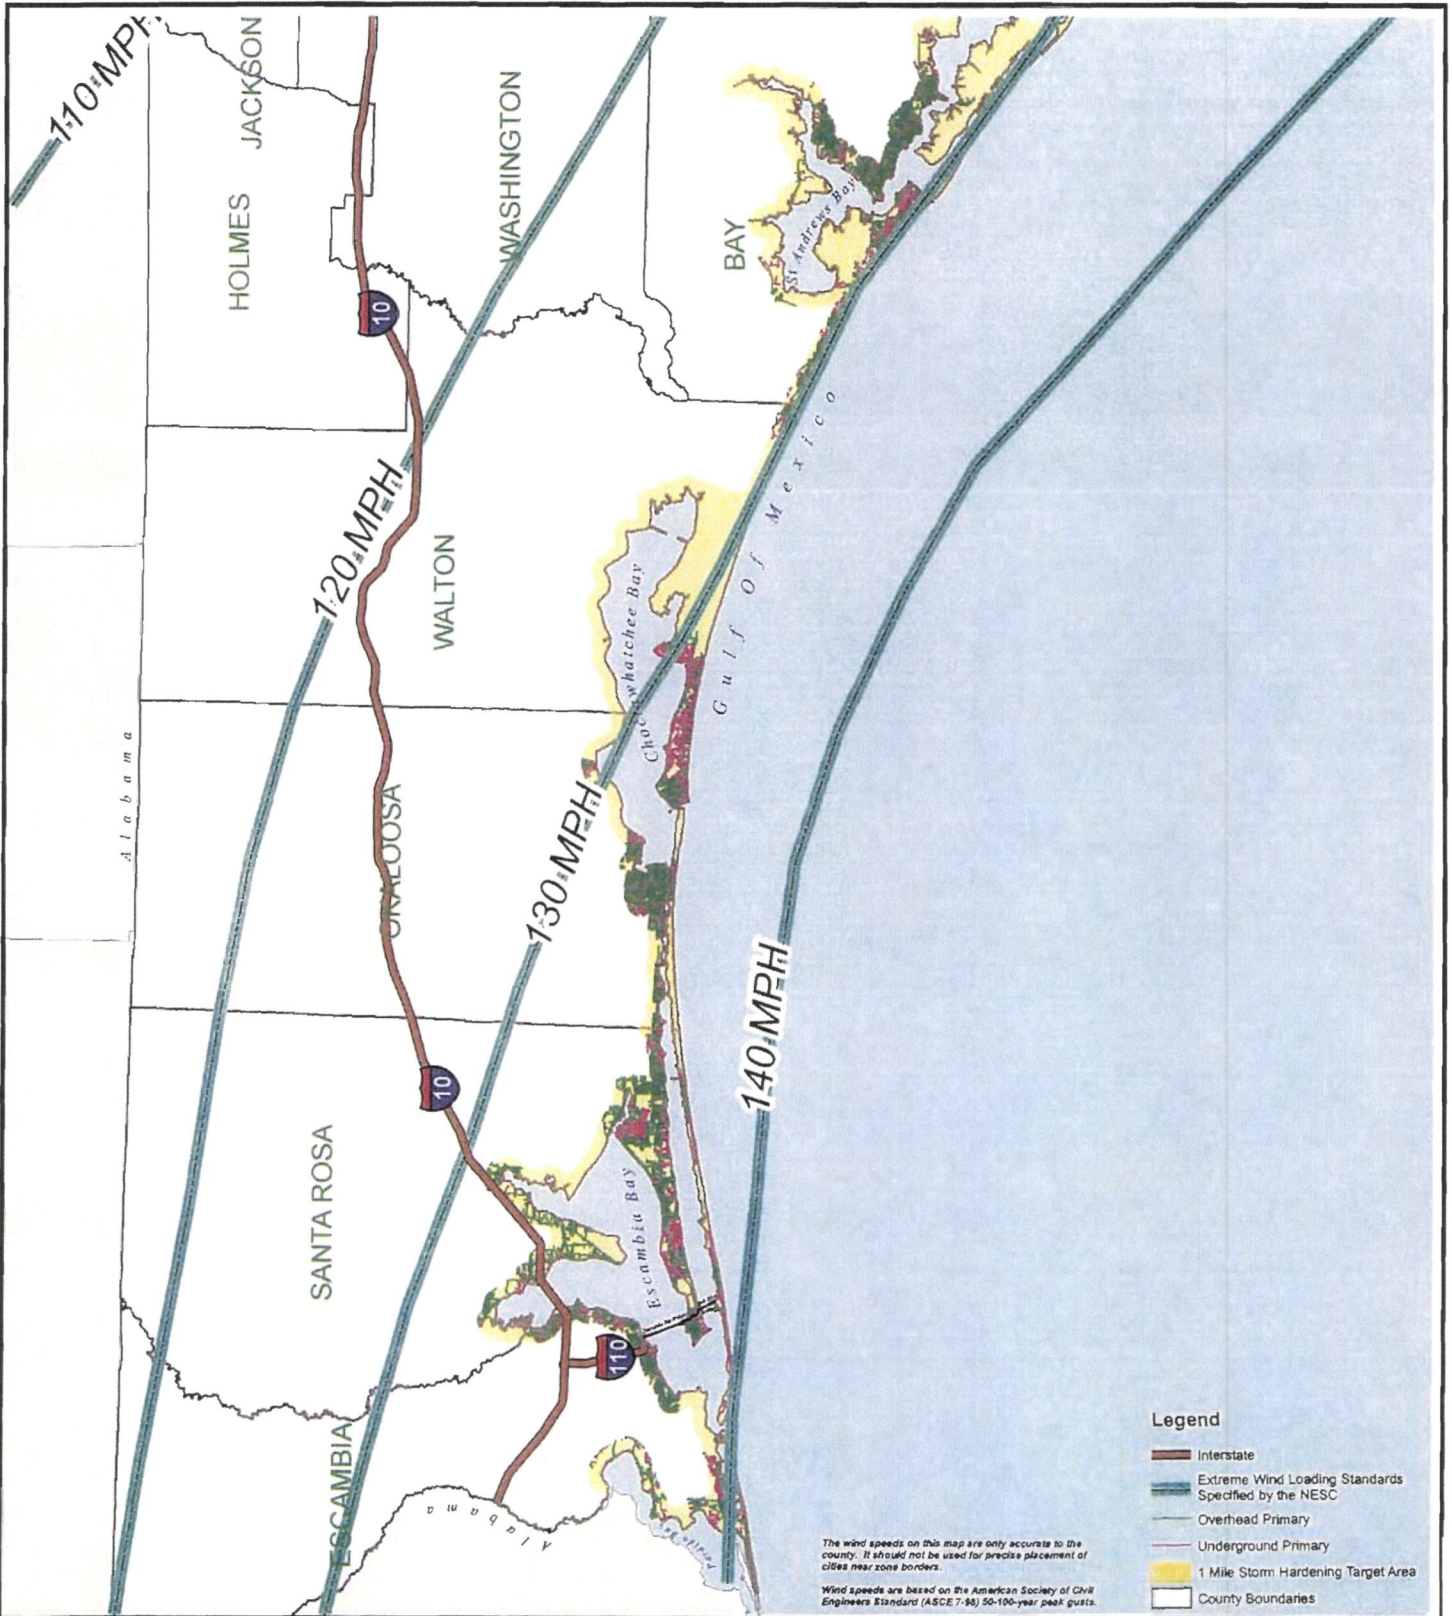 110 MPH
JACKSON
HOLMES
WASHINGTON
BAY
St Andrews Bay
10
120 MPH
WALTON
Gulf Of Mexico
Choctawhatchee Bay
Alabama
OKALOOSA
130 MPH
140 MPH
10
SANTA ROSA
Escambia Bay
110
ESCAMBIA
Alabama
Legend
Interstate
Extreme Wind Loading Standards
Specified by the NESC
Overhead Primary
Underground Primary
1 Mile Storm Hardening Target Area
County Boundaries
The wind speeds on this map are only accurate to the
county. It should not be used for precise placement of
cities near zone borders.
Wind speeds are based on the American Society of Civil
Engineers Standard (ASCE 7-98) 50-100-year peak gusts.